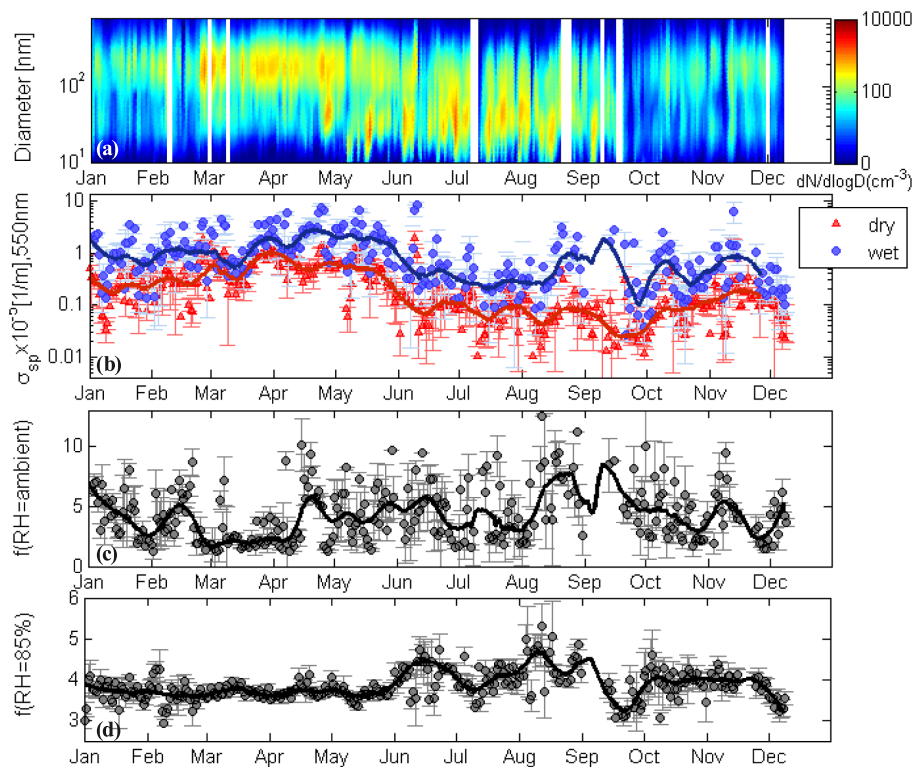 10000
100
0
dN/dlogD(cm⁻³)
Diameter [nm]
10²
10¹
(a)
Jan Feb Mar Apr May Jun Jul Aug Sep Oct Nov Dec
σsp x10⁻⁵[1/m],550nm
10
1
0.1
0.01
(b)
dry
wet
Jan Feb Mar Apr May Jun Jul Aug Sep Oct Nov Dec
f(RH=ambient)
10
5
0
(c)
Jan Feb Mar Apr May Jun Jul Aug Sep Oct Nov Dec
f(RH=85%)
6
5
4
3
(d)
Jan Feb Mar Apr May Jun Jul Aug Sep Oct Nov Dec